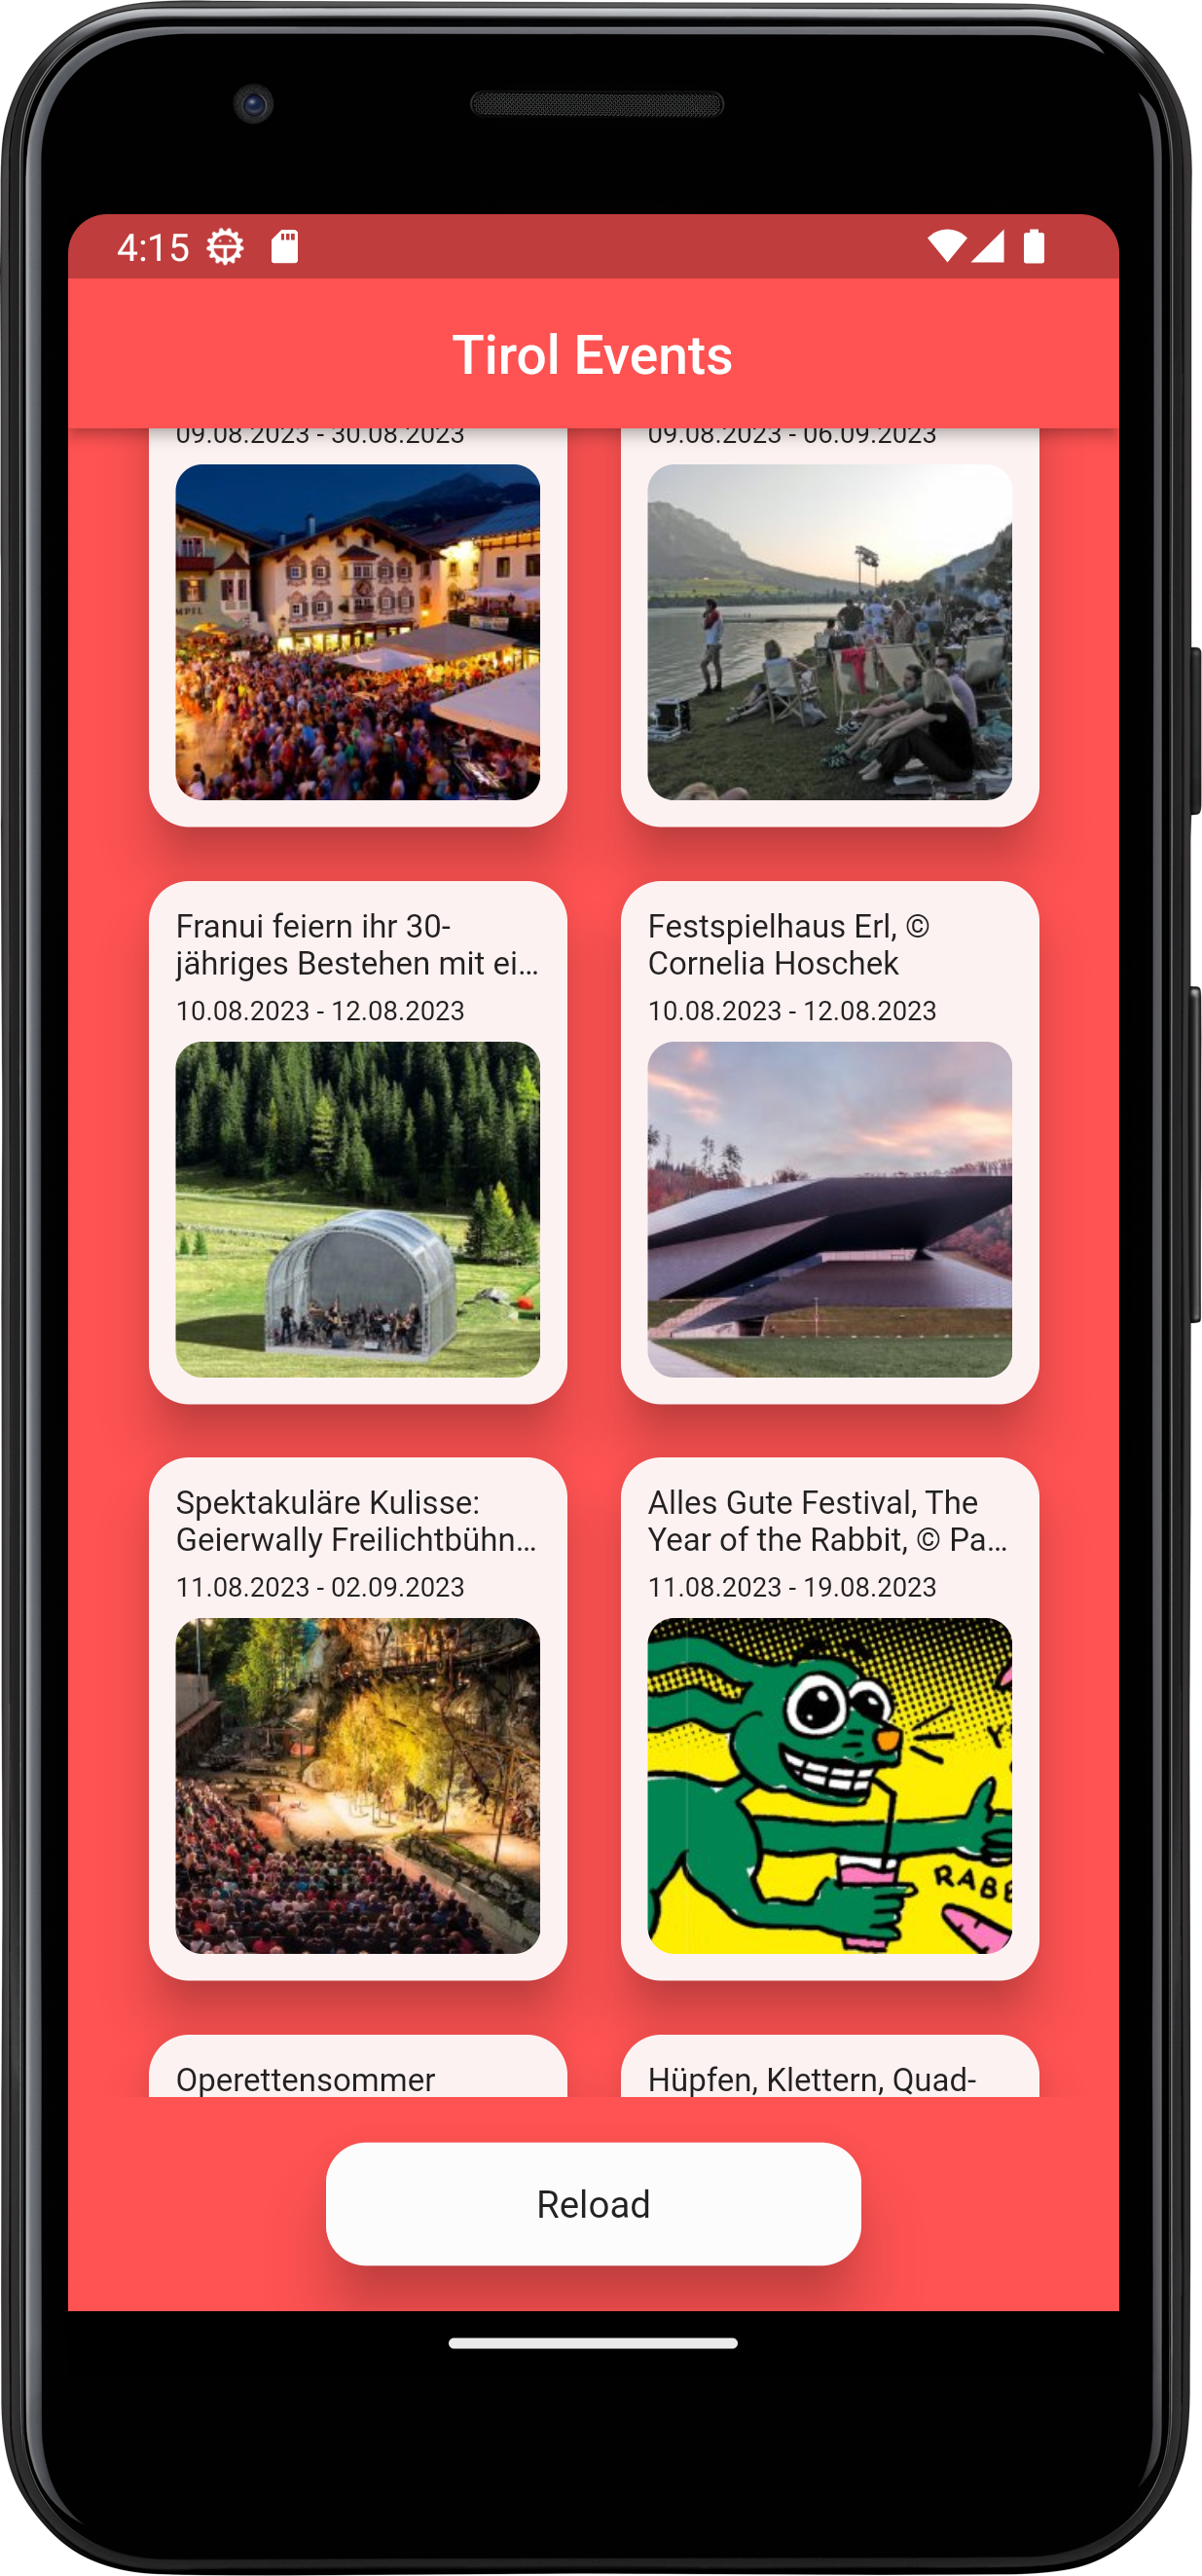 4:15
Tirol Events
09.08.2023 - 30.08.2023
09.08.2023 - 06.09.2023
Franui feiern ihr 30-
jähriges Bestehen mit ei...
10.08.2023 - 12.08.2023
Festspielhaus Erl, ©
Cornelia Hoschek
10.08.2023 - 12.08.2023
Spektakuläre Kulisse:
Geierwally Freilichtbühn...
11.08.2023 - 02.09.2023
Alles Gute Festival, The
Year of the Rabbit, © Pa...
11.08.2023 - 19.08.2023
RABB
Operettensommer
Hüpfen, Klettern, Quad-
Reload